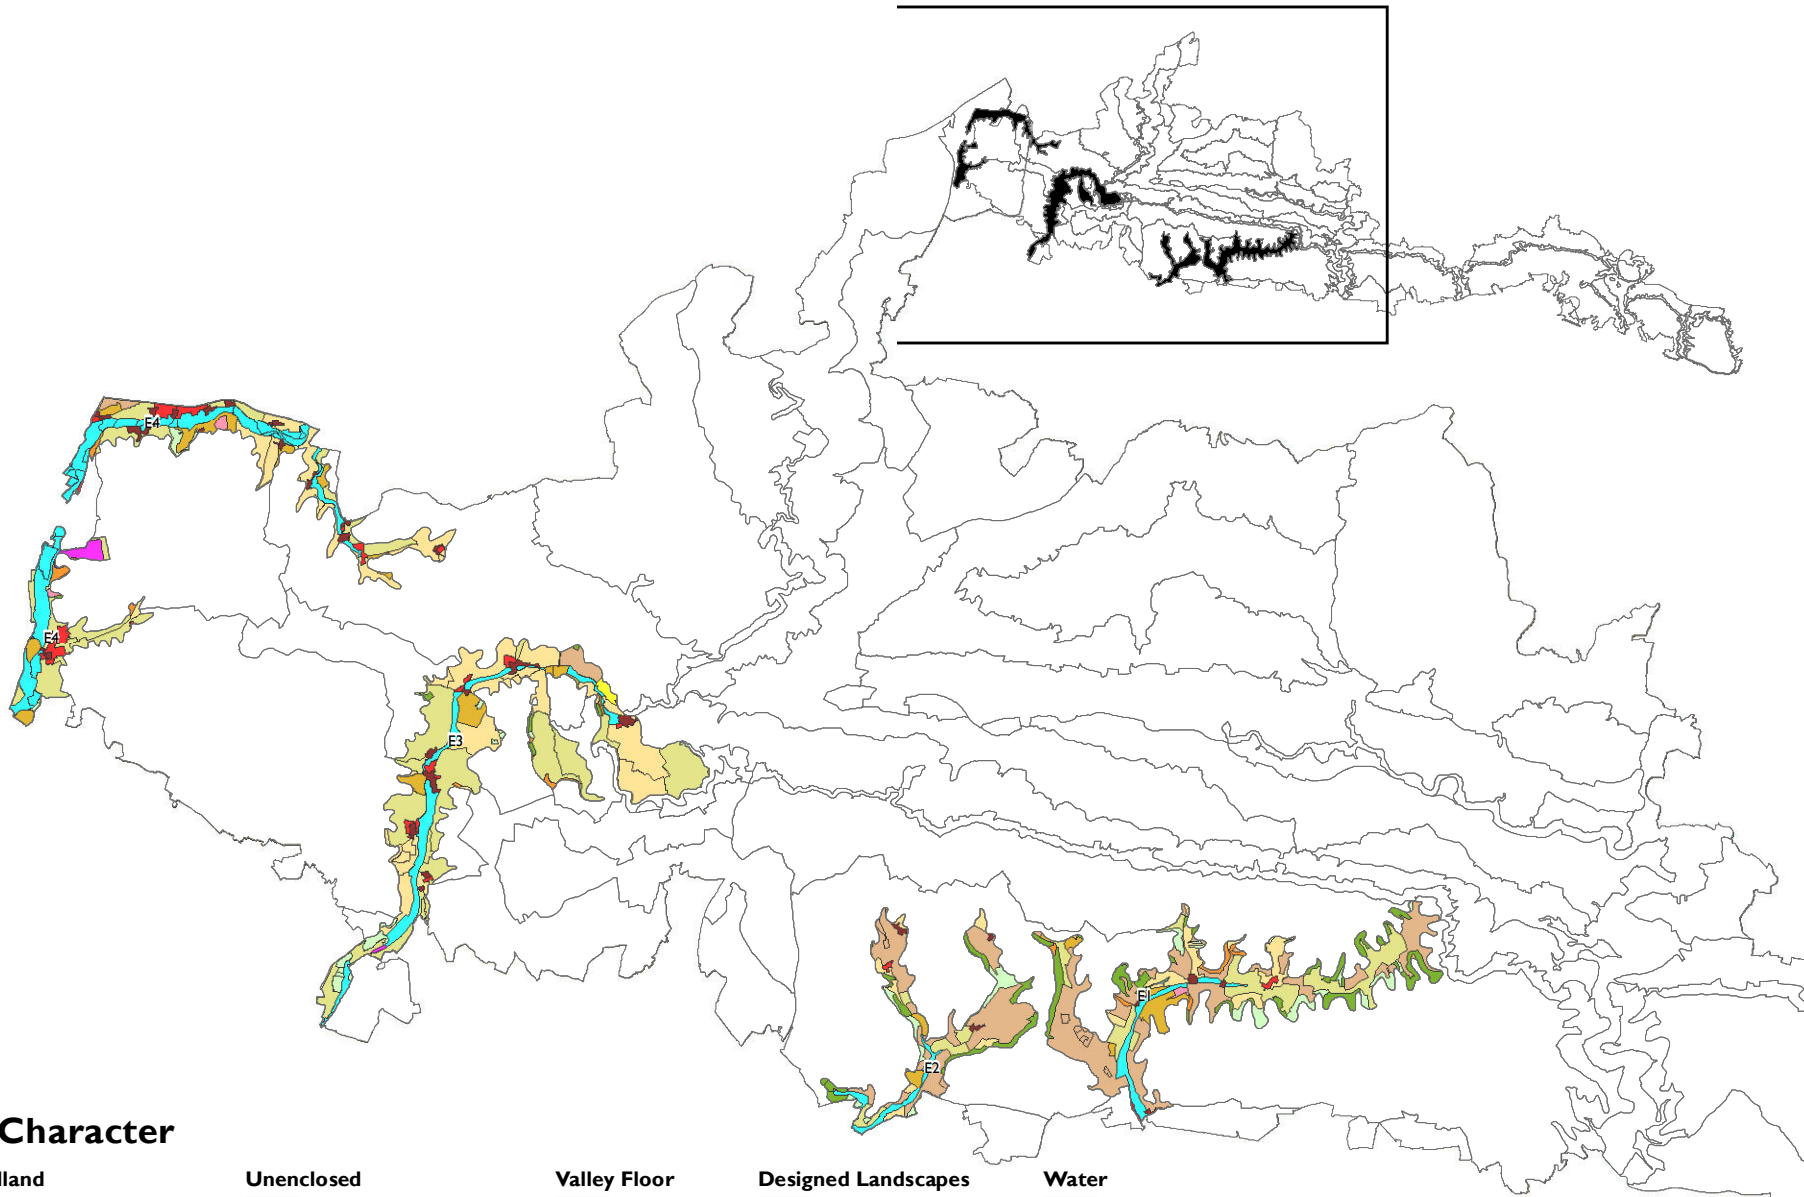 E4
E4
E3
E1
E2
Character
lland Unenclosed Valley Floor Designed Landscapes Water